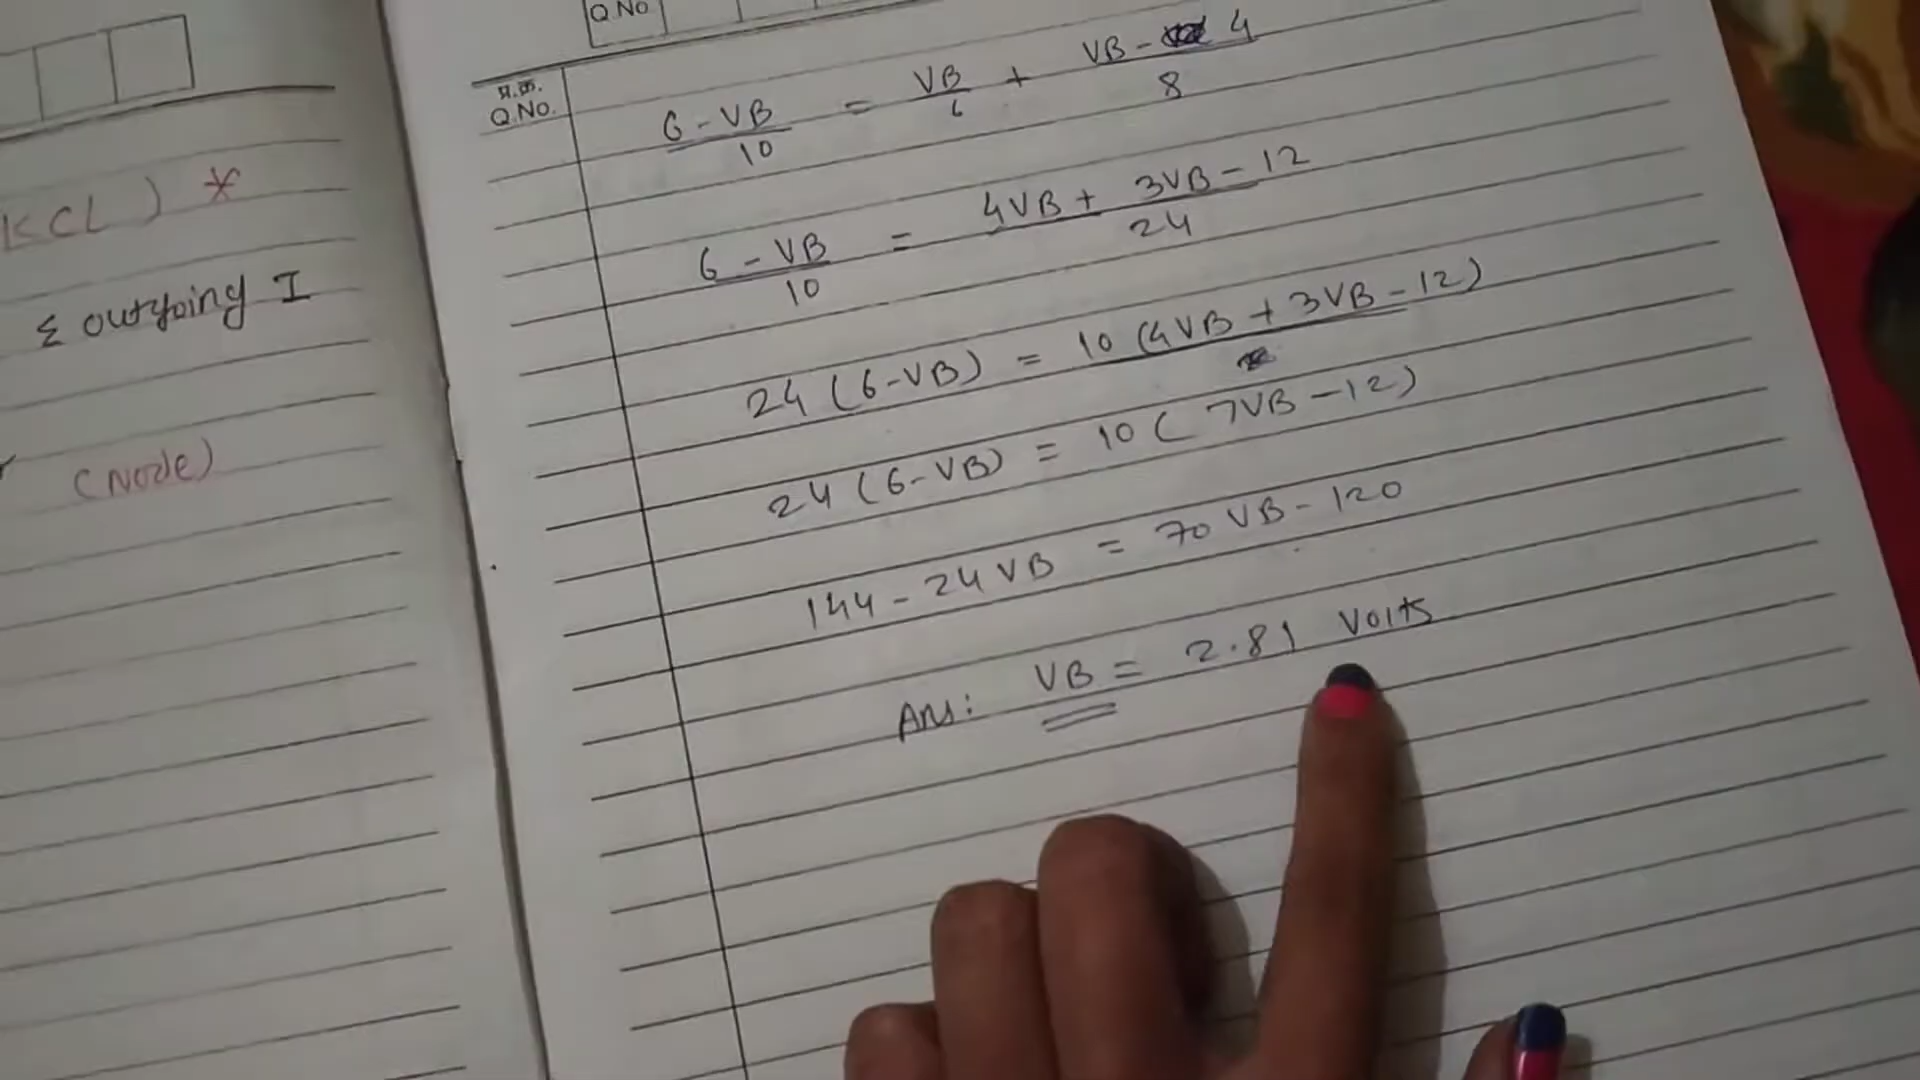 KCL ) *
Σ outgoing I
(Node)
Q.No
प्र.क्र.
Q.No.
6 - VB / 10 = VB / 6 + VB - 4 / 8
6 - VB / 10 = 4VB + 3VB - 12 / 24
24 (6-VB) = 10 (4VB + 3VB - 12)
24 (6-VB) = 10 ( 7VB - 12)
144 - 24VB = 70 VB - 120
Ans: VB = 2.81 Volts